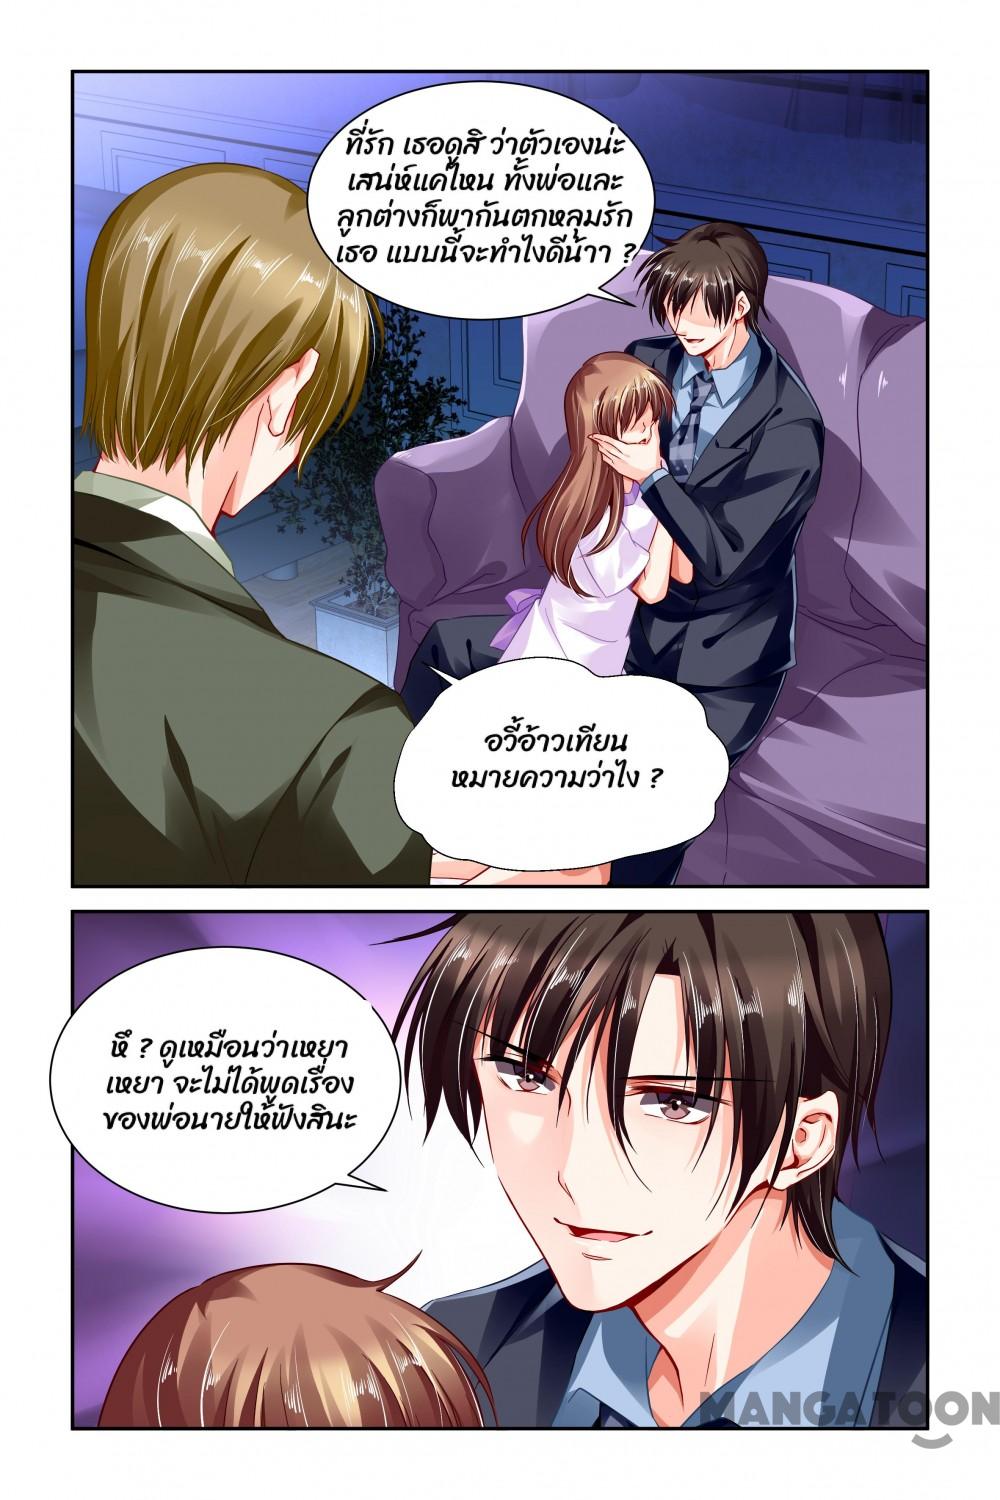 ที่รัก เธอดูสิ ว่าตัวเองน่ะ
เสน่ห์แค่ไหน ทั้งพ่อและ
ลูกต่างก็พากันตกหลุมรัก
เธอ แบบนี้จะทำไงดีน้าา ?
อวี้อ้าวเทียน
หมายความว่าไง ?
หึ ? ดูเหมือนว่าเหยา
เหยา จะไม่ได้พูดเรื่อง
ของพ่อนายให้ฟังสินะ
MANGATOON